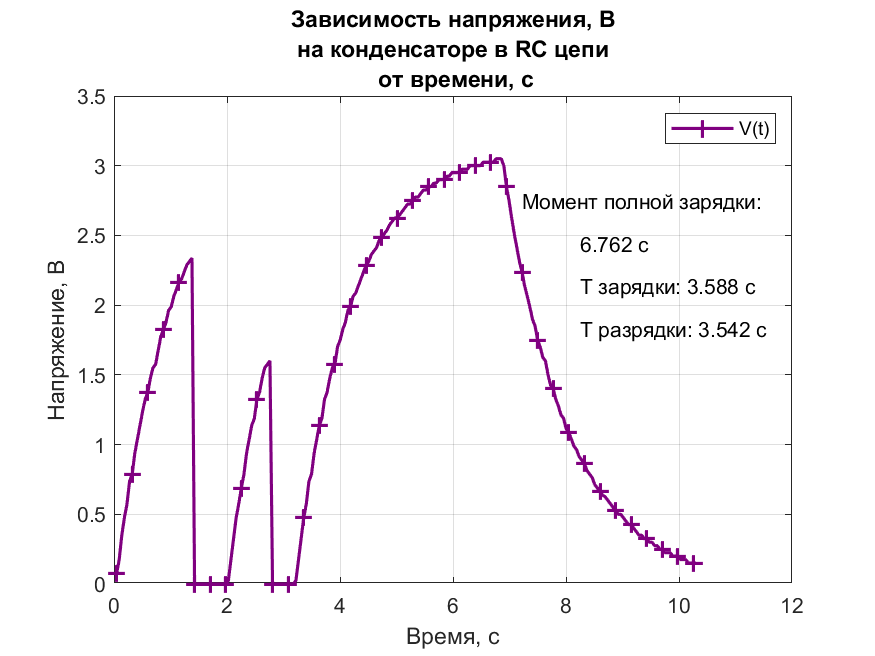 Зависимость напряжения, В
на конденсаторе в RC цепи
от времени, с
3.5
3
2.5
2
1.5
1
0.5
0
Напряжение, В
V(t)
Момент полной зарядки:
6.762 с
Т зарядки: 3.588 с
Т разрядки: 3.542 с
0 2 4 6 8 10 12
Время, с